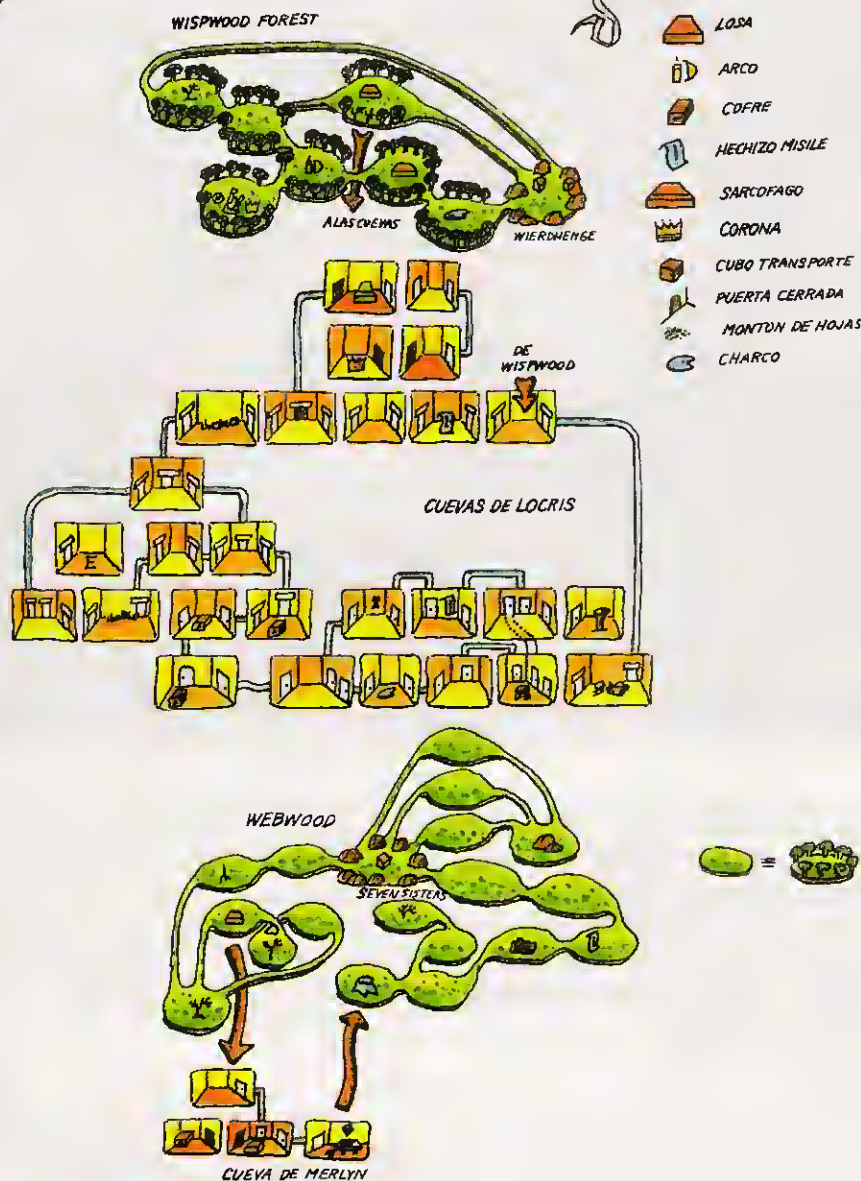 WISPWOOD FOREST
LOSA
ARCO
COFRE
HECHIZO MISILE
SARCOFAGO
CORONA
CUBO TRANSPORTE
PUERTA CERRADA
MONTON DE HOJAS
CHARCO
A LAS CUEVAS
WIERDHENGE
DE
WISPWOOD
CUEVAS DE LOCRIS
E
WEBWOOD
SEVEN SISTERS
=
CUEVA DE MERLYN